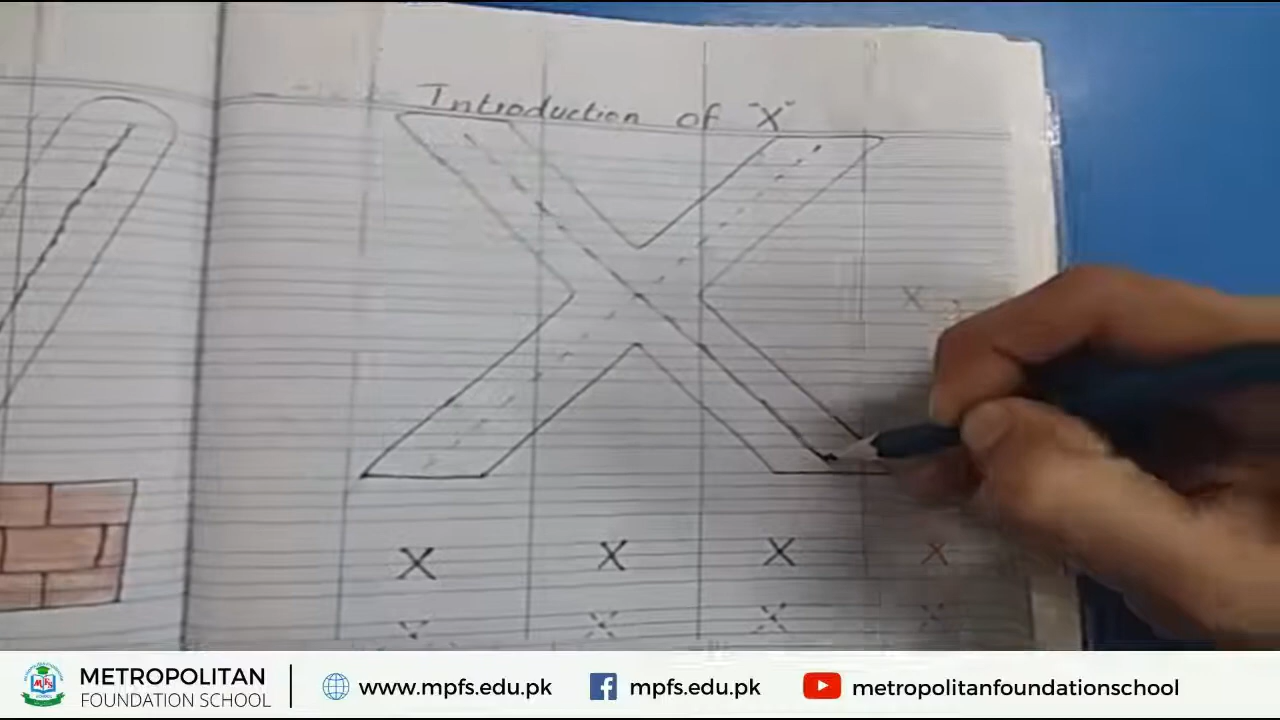 Introduction of "X"
x
X X X X
X X X X
METROPOLITAN
FOUNDATION SCHOOL
www.mpfs.edu.pk
mpfs.edu.pk
metropolitanfoundationschool